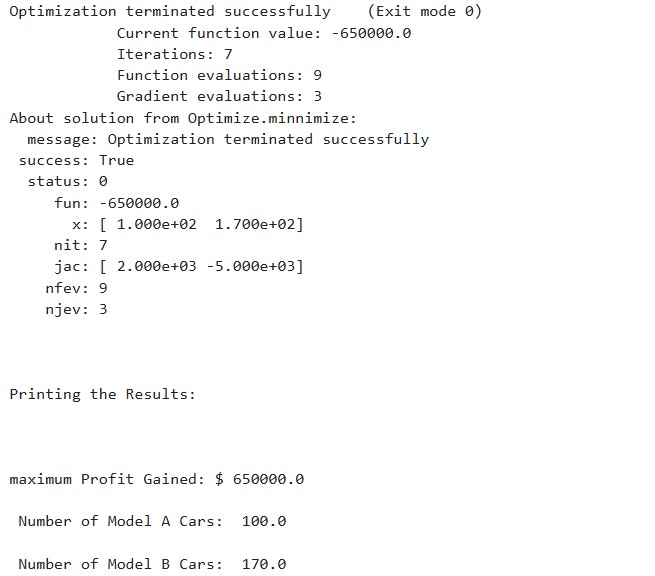 Optimization terminated successfully    (Exit mode 0)
            Current function value: -650000.0
            Iterations: 7
            Function evaluations: 9
            Gradient evaluations: 3
About solution from Optimize.minnimize:
  message: Optimization terminated successfully
 success: True
  status: 0
     fun: -650000.0
       x: [ 1.000e+02  1.700e+02]
     nit: 7
     jac: [ 2.000e+03 -5.000e+03]
    nfev: 9
    njev: 3
Printing the Results:
maximum Profit Gained: $ 650000.0
 Number of Model A Cars:  100.0
 Number of Model B Cars:  170.0